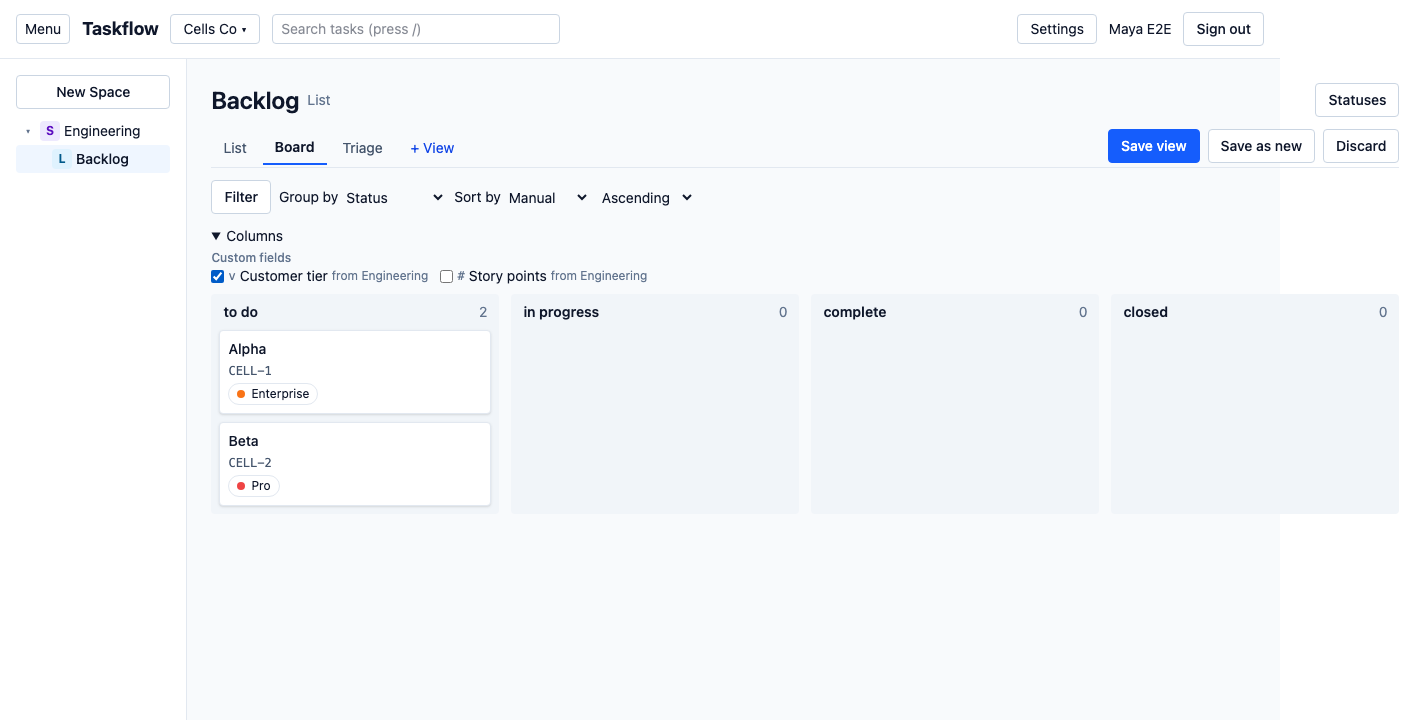 Menu Taskflow Cells Co ▾ Search tasks (press /) Settings Maya E2E Sign out
New Space
▾ S Engineering
L Backlog
Backlog List Statuses
List Board Triage + View Save view Save as new Discard
Filter Group by Status Sort by Manual Ascending
▼ Columns
Custom fields
v Customer tier from Engineering # Story points from Engineering
to do 2 in progress 0 complete 0 closed 0
Alpha
CELL-1
Enterprise
Beta
CELL-2
Pro